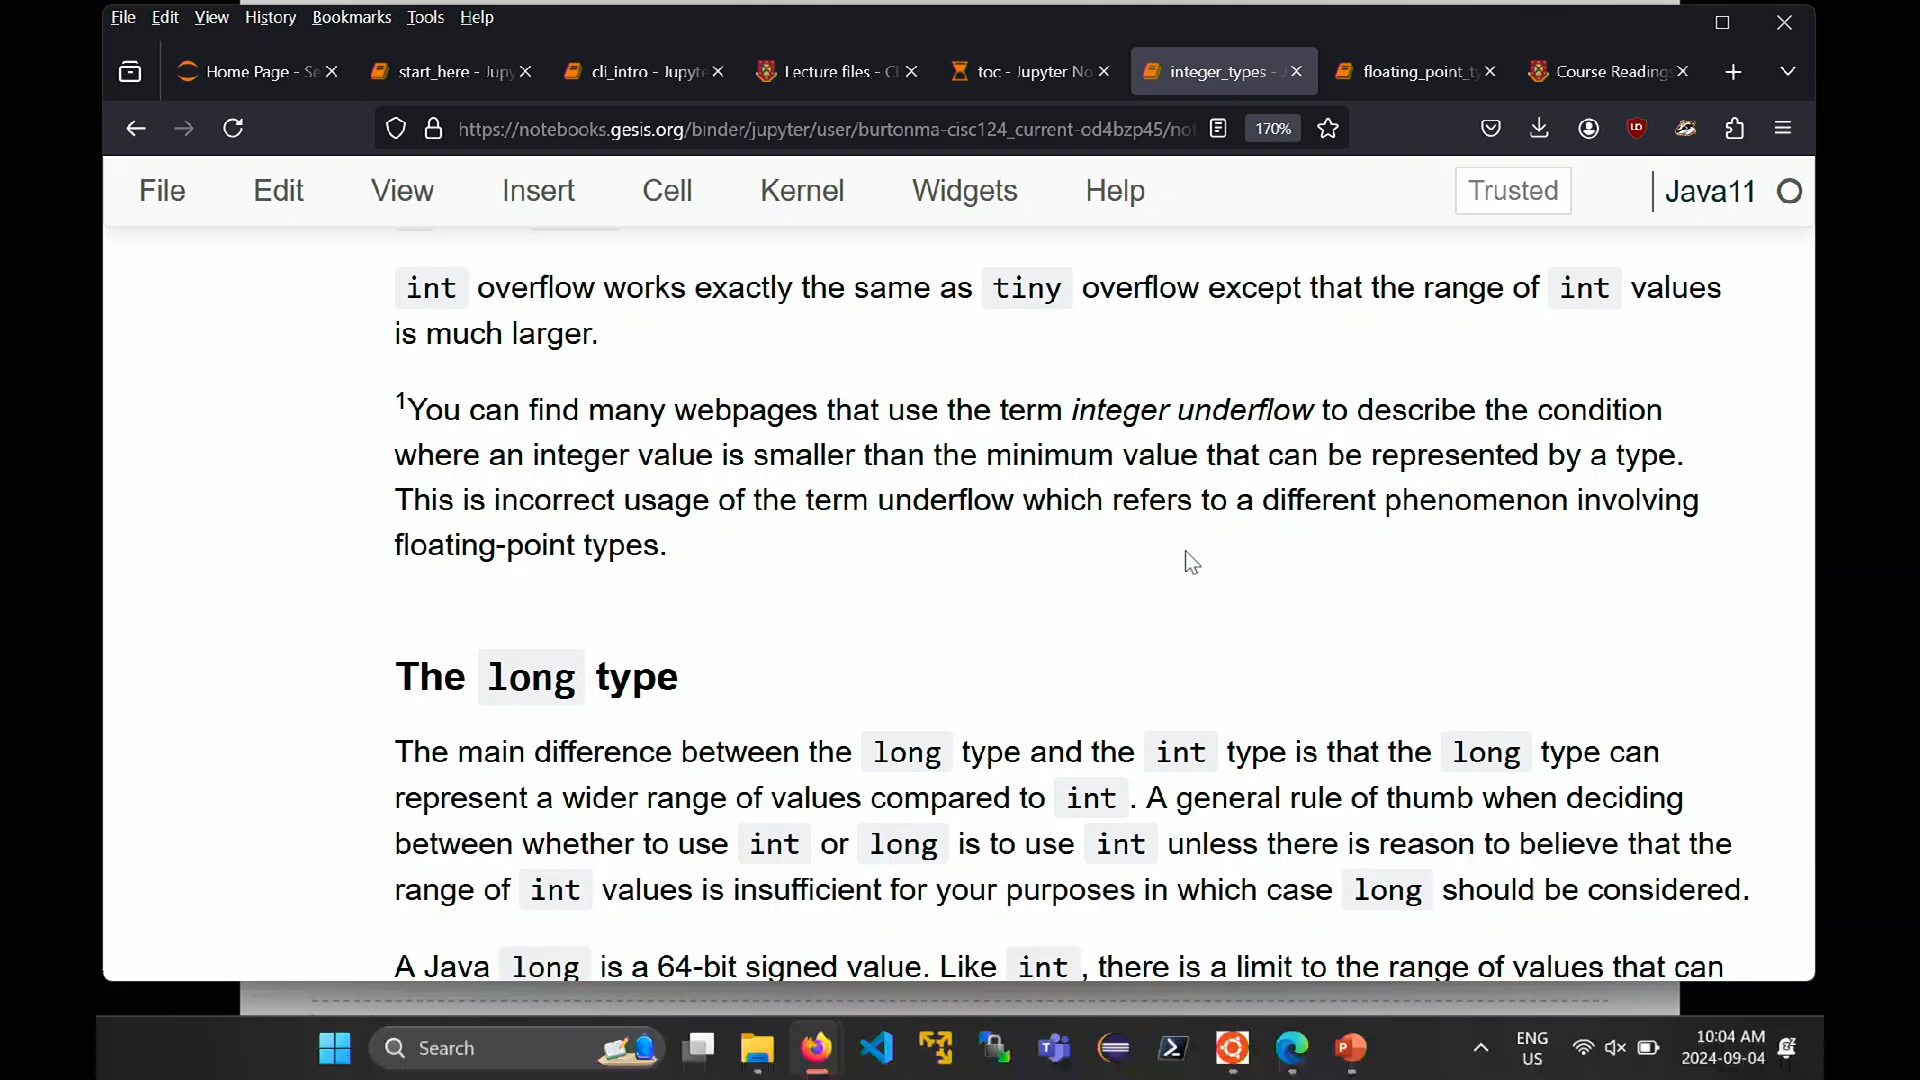 File Edit View History Bookmarks Tools Help
Home Page - Se start_here - Jupy cli_intro - Jupyte Lecture files - CI toc - Jupyter No integer_types - J floating_point_ty Course Readings
https://notebooks.gesis.org/binder/jupyter/user/burtonma-cisc124_current-od4bzp45/not 170%
File Edit View Insert Cell Kernel Widgets Help Trusted Java11
int overflow works exactly the same as tiny overflow except that the range of int values
is much larger.
1You can find many webpages that use the term integer underflow to describe the condition
where an integer value is smaller than the minimum value that can be represented by a type.
This is incorrect usage of the term underflow which refers to a different phenomenon involving
floating-point types.
The long type
The main difference between the long type and the int type is that the long type can
represent a wider range of values compared to int. A general rule of thumb when deciding
between whether to use int or long is to use int unless there is reason to believe that the
range of int values is insufficient for your purposes in which case long should be considered.
A Java long is a 64-bit signed value. Like int, there is a limit to the range of values that can
Search
ENG
US
10:04 AM
2024-09-04